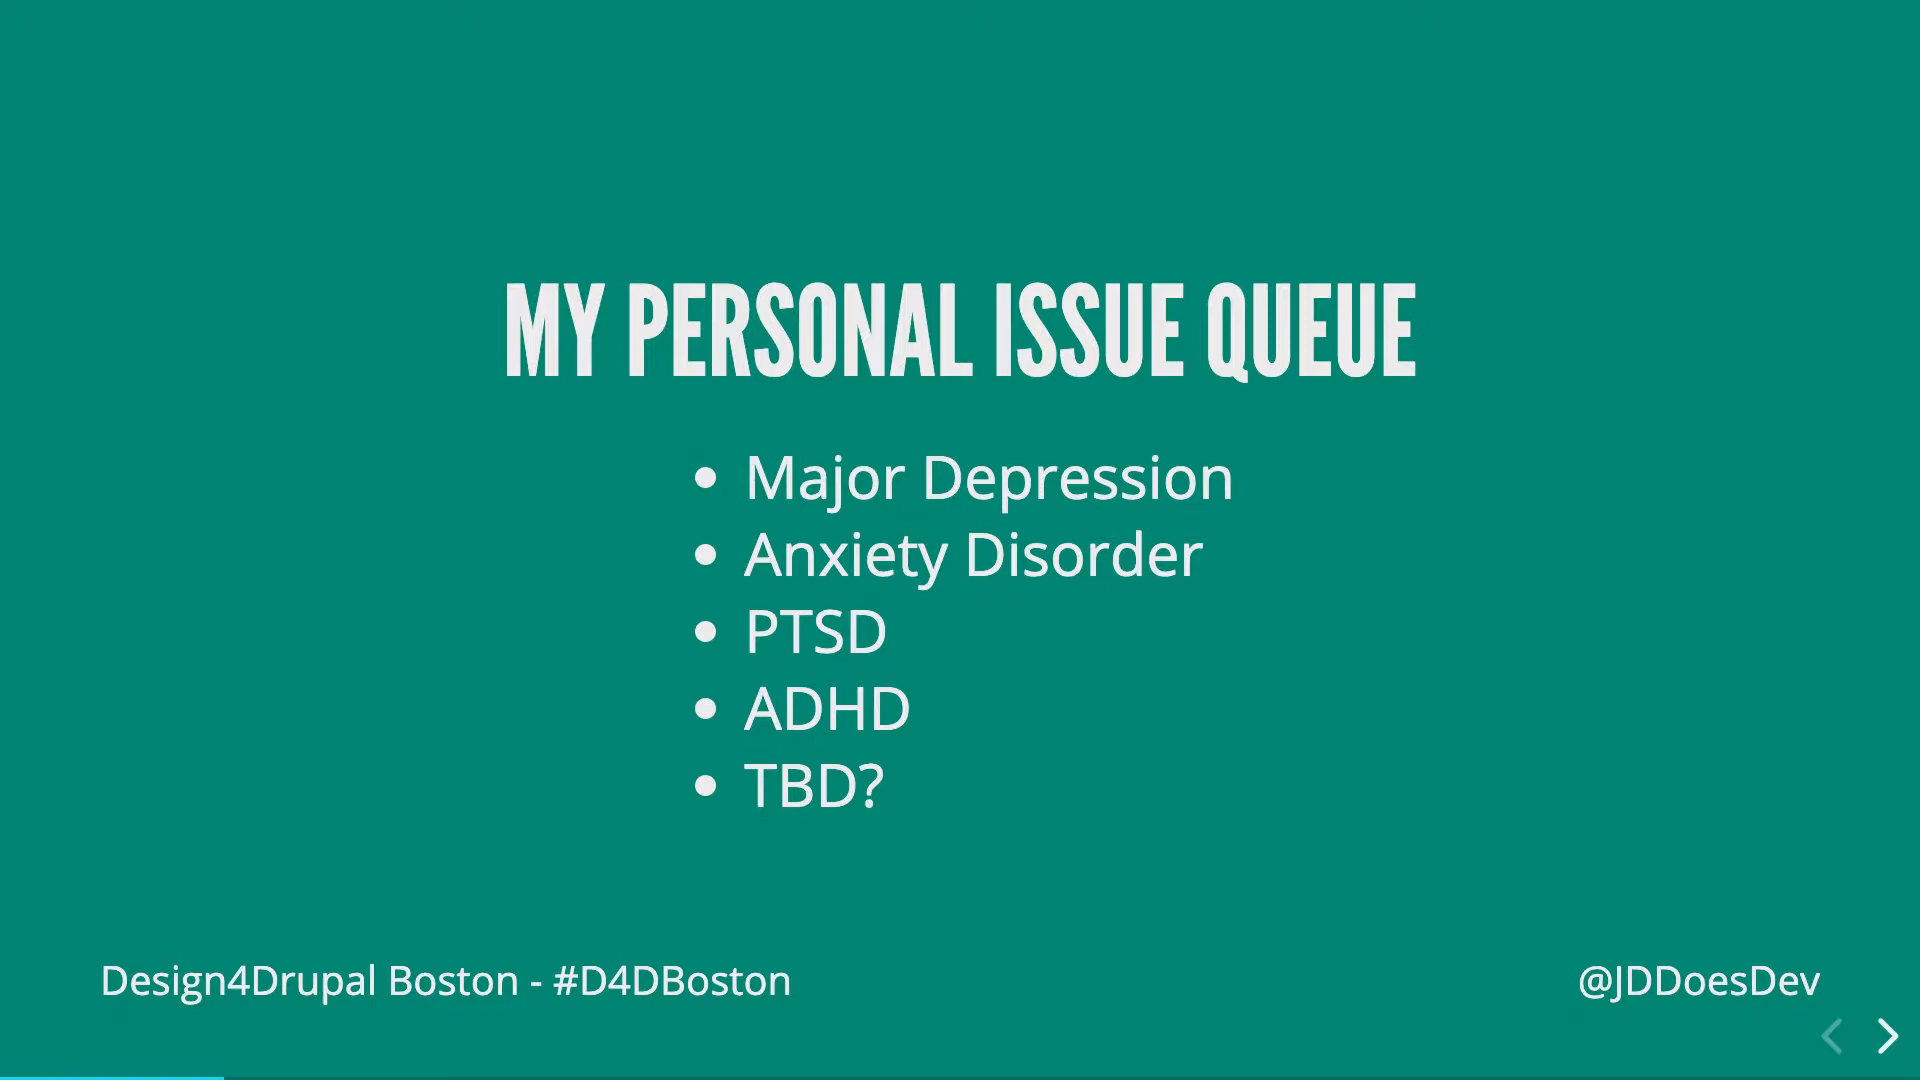 MY PERSONAL ISSUE QUEUE
Major Depression
Anxiety Disorder
PTSD
ADHD
TBD?
Design4Drupal Boston - #D4DBoston
@JDDoesDev